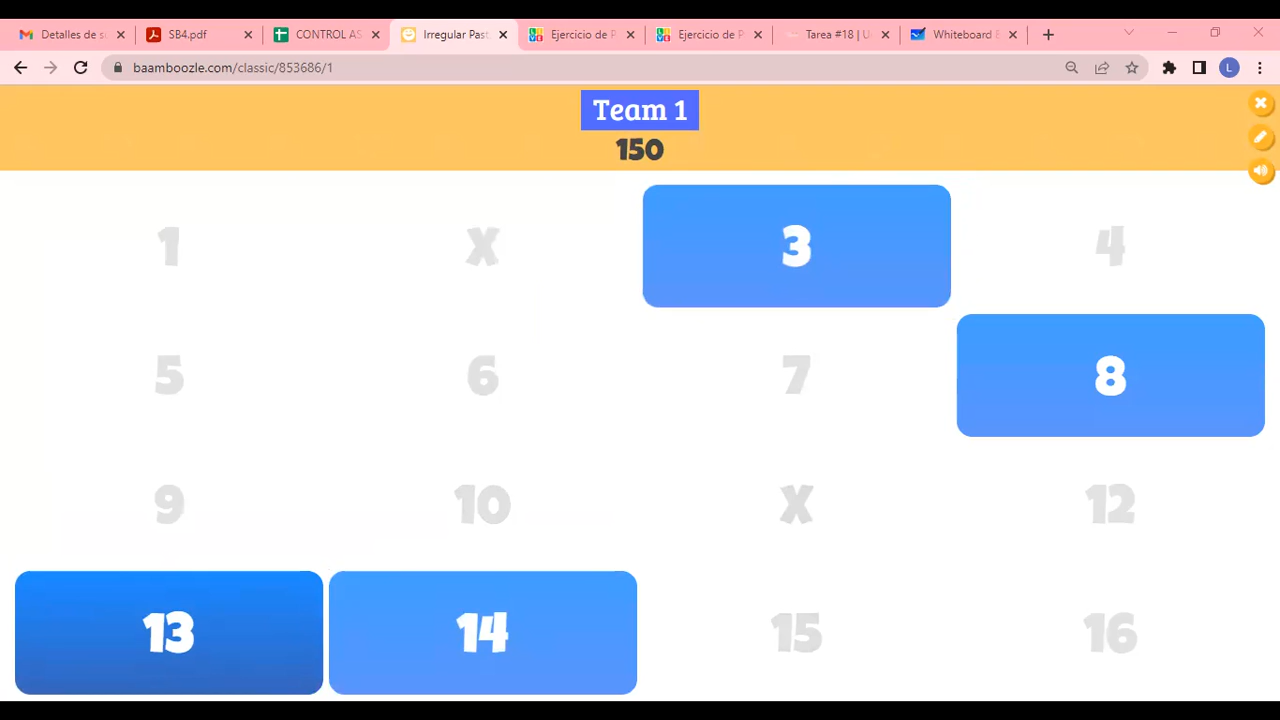 Detalles de s
SB4.pdf
CONTROL AS
Irregular Past
Ejercicio de P
Ejercicio de P
Tarea #18 | U
Whiteboard
baamboozle.com/classic/853686/1
L
Team 1
150
1 X 3 4
5 6 7 8
9 10 X 12
13 14 15 16